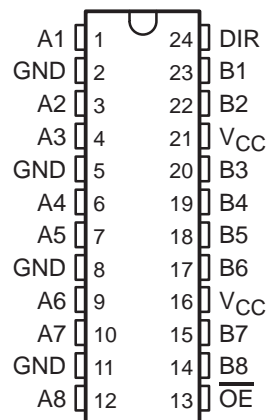 A1 1 24 DIR
GND 2 23 B1
A2 3 22 B2
A3 4 21 VCC
GND 5 20 B3
A4 6 19 B4
A5 7 18 B5
GND 8 17 B6
A6 9 16 VCC
A7 10 15 B7
GND 11 14 B8
A8 12 13 O̅E̅